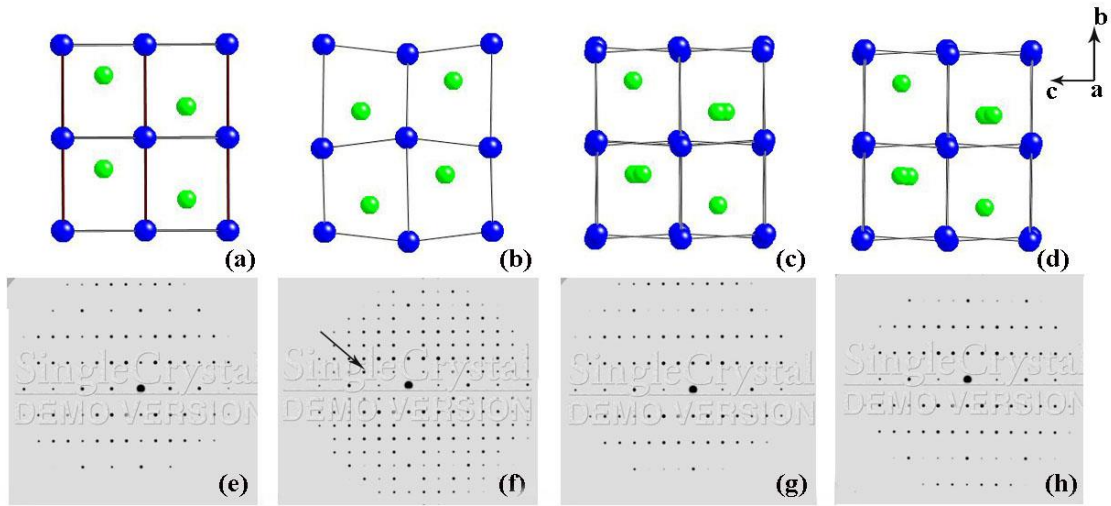 b
c
a
(a)
(b)
(c)
(d)
SingleCrystal
DEMO VERSION
(e)
SingleCrystal
DEMO VERSION
(f)
SingleCrystal
DEMO VERSION
(g)
SingleCrystal
DEMO VERSION
(h)